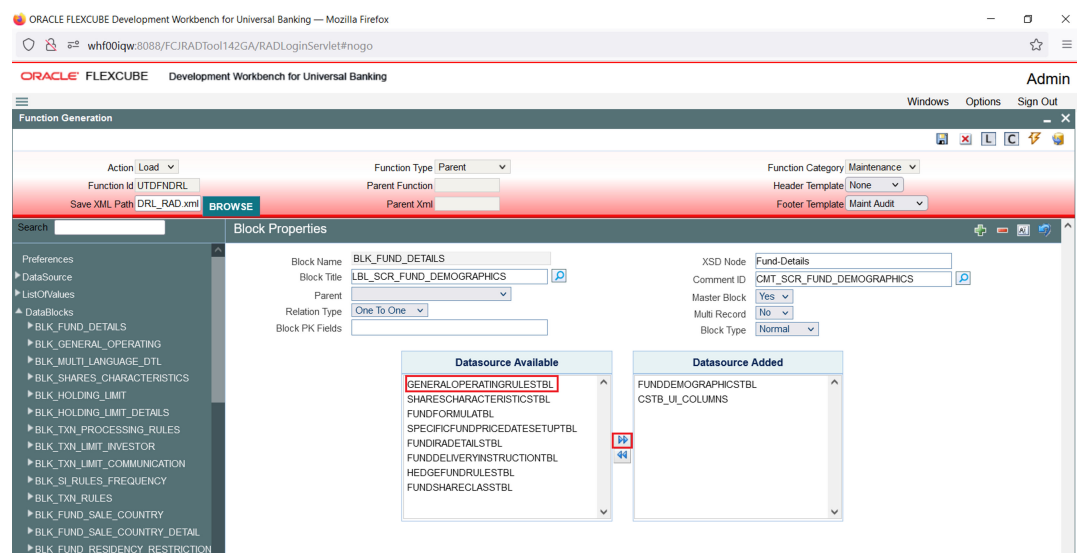 ORACLE FLEXCUBE Development Workbench for Universal Banking — Mozilla Firefox
whf00iqw:8088/FCJRADTool142GA/RADLoginServlet#nogo
ORACLE FLEXCUBE Development Workbench for Universal Banking Admin
Windows Options Sign Out
Function Generation
L C
Action Load Function Type Parent Function Category Maintenance
Function Id UTDFNDRL Parent Function Header Template None
Save XML Path DRL_RAD.xml BROWSE Parent Xml Footer Template Maint Audit
Search Block Properties
Preferences
DataSource
ListOfValues
DataBlocks
BLK_FUND_DETAILS
BLK_GENERAL_OPERATING
BLK_MULTI_LANGUAGE_DTL
BLK_SHARES_CHARACTERISTICS
BLK_HOLDING_LIMIT
BLK_HOLDING_LIMIT_DETAILS
BLK_TXN_PROCESSING_RULES
BLK_TXN_LIMIT_INVESTOR
BLK_TXN_LIMIT_COMMUNICATION
BLK_SI_RULES_FREQUENCY
BLK_TXN_RULES
BLK_FUND_SALE_COUNTRY
BLK_FUND_SALE_COUNTRY_DETAIL
BLK_FUND_RESIDENCY_RESTRICTION
Block Name BLK_FUND_DETAILS XSD Node Fund-Details
Block Title LBL_SCR_FUND_DEMOGRAPHICS Comment ID CMT_SCR_FUND_DEMOGRAPHICS
Parent Master Block Yes
Relation Type One To One Multi Record No
Block PK Fields Block Type Normal
Datasource Available
GENERALOPERATINGRULESTBL
SHARESCHARACTERISTICSTBL
FUNDFORMULATBL
SPECIFICFUNDPRICEDATESETUPTBL
FUNDIRADETAILSTBL
FUNDDELIVERYINSTRUCTIONTBL
HEDGEFUNDRULESTBL
FUNDSHARECLASSTBL
Datasource Added
FUNDDEMOGRAPHICSTBL
CSTB_UI_COLUMNS